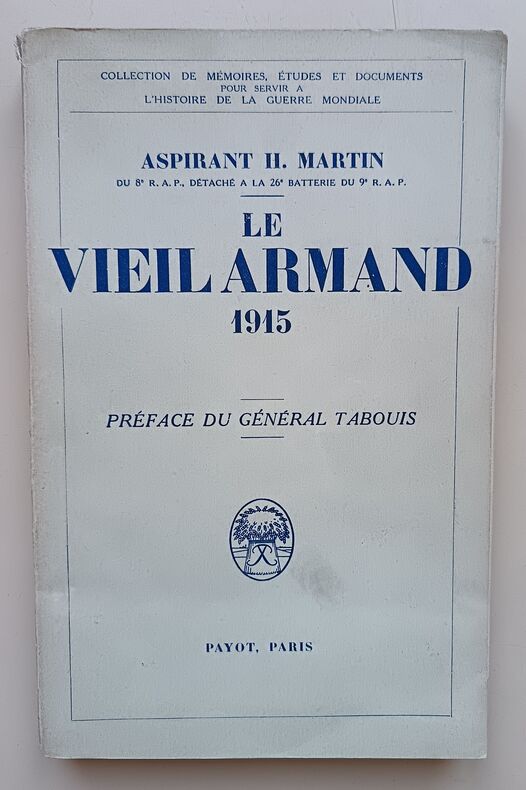 COLLECTION DE MÉMOIRES, ÉTUDES ET DOCUMENTS
POUR SERVIR A
L'HISTOIRE DE LA GUERRE MONDIALE
ASPIRANT H. MARTIN
DU 8e R. A. P., DÉTACHÉ A LA 26e BATTERIE DU 9e R. A. P.
LE
VIEIL ARMAND
1915
PRÉFACE DU GÉNÉRAL TABOUIS
PAYOT, PARIS